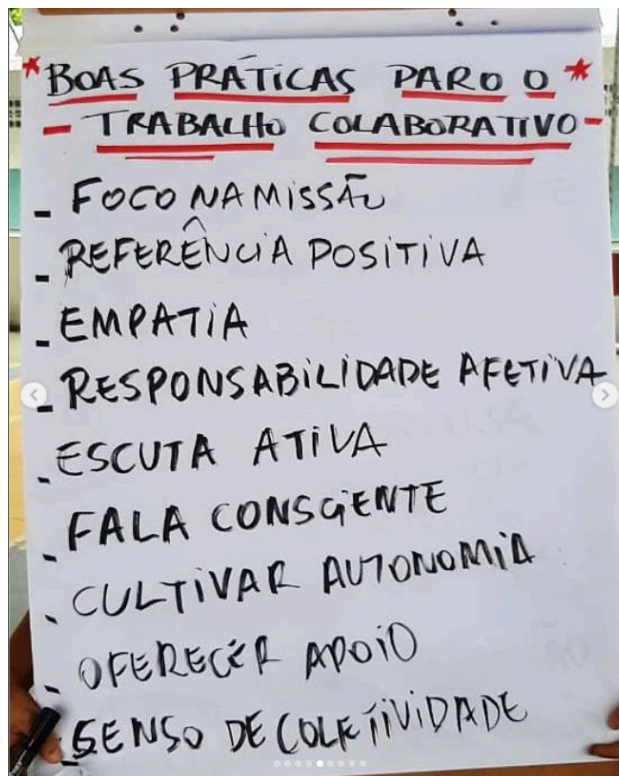 * BOAS PRÁTICAS PARA O *
- TRABALHO COLABORATIVO -
- FOCO NA MISSÃO
- REFERÊNCIA POSITIVA
- EMPATIA
- RESPONSABILIDADE AFETIVA
- ESCUTA ATIVA
- FALA CONSCIENTE
- CULTIVAR AUTONOMIA
- OFERECER APOIO
- SENSO DE COLETIVIDADE